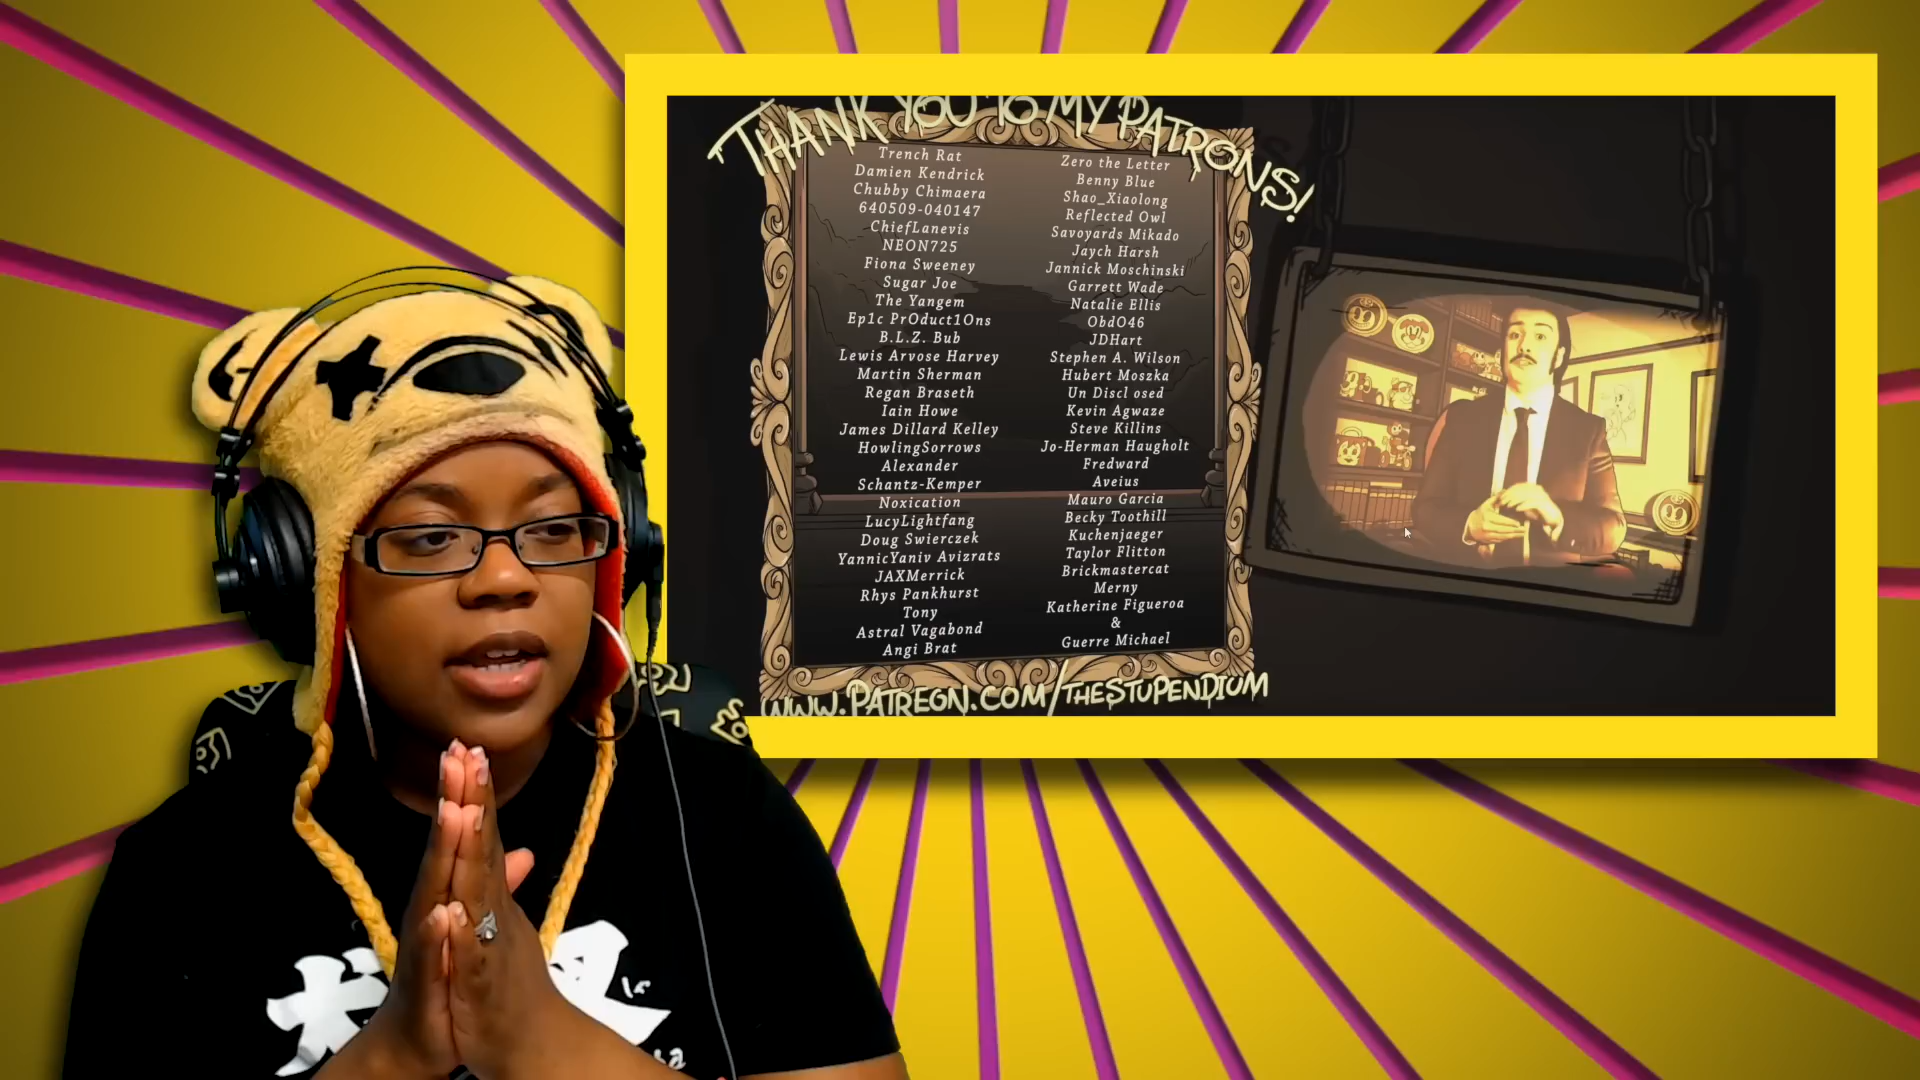 THANK YOU TO MY PATRONS!
Trench Rat
Damien Kendrick
Chubby Chimaera
640509-040147
ChiefLanevis
NEON725
Fiona Sweeney
Sugar Joe
The Yangem
Ep1c PrOduct1Ons
B.L.Z. Bub
Lewis Arvose Harvey
Martin Sherman
Regan Braseth
Iain Howe
James Dillard Kelley
HowlingSorrows
Alexander
Schantz-Kemper
Noxication
LucyLightfang
Doug Swierczek
YannicYaniv Avizrats
JAXMerrick
Rhys Pankhurst
Tony
Astral Vagabond
Angi Brat
Zero the Letter
Benny Blue
Shao_Xiaolong
Reflected Owl
Savoyards Mikado
Jaych Harsh
Jannick Moschinski
Garrett Wade
Natalie Ellis
ObdO46
JDHart
Stephen A. Wilson
Hubert Moszka
Un Discl osed
Kevin Agwaze
Steve Killins
Jo-Herman Haugholt
Fredward
Aveius
Mauro Garcia
Becky Toothill
Kuchenjaeger
Taylor Flitton
Brickmastercat
Merny
Katherine Figueroa
&
Guerre Michael
WWW.PATREON.COM/THESTUPENDIUM